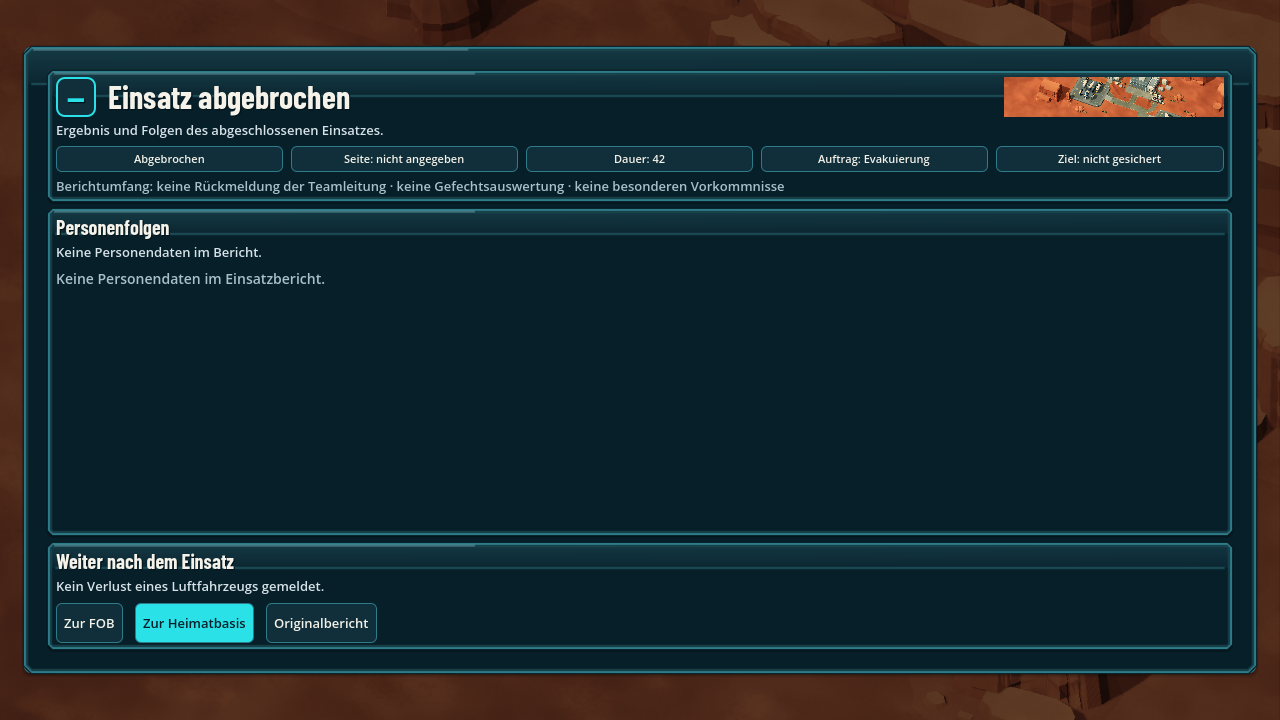 Einsatz abgebrochen
Ergebnis und Folgen des abgeschlossenen Einsatzes.
Abgebrochen
Seite: nicht angegeben
Dauer: 42
Auftrag: Evakuierung
Ziel: nicht gesichert
Berichtumfang: keine Rückmeldung der Teamleitung · keine Gefechtsauswertung · keine besonderen Vorkommnisse
Personenfolgen
Keine Personendaten im Bericht.
Keine Personendaten im Einsatzbericht.
Weiter nach dem Einsatz
Kein Verlust eines Luftfahrzeugs gemeldet.
Zur FOB
Zur Heimatbasis
Originalbericht